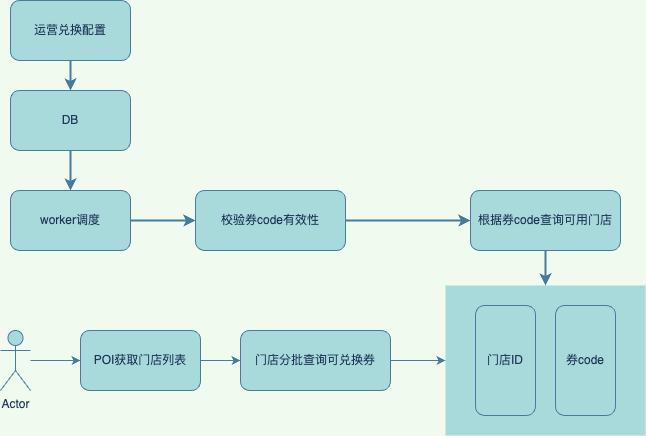 运营兑换配置
DB
worker调度
校验券code有效性
根据券code查询可用门店
POI获取门店列表
门店分批查询可兑换券
门店ID
券code
Actor